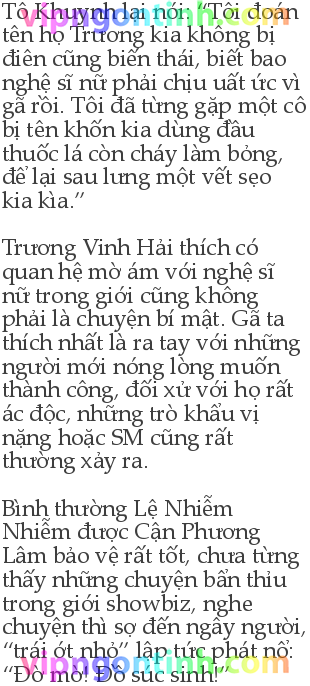 Tô Khuynh lại nói: “Tôi đoán
tên họ Trương kia không bị
điên cũng biến thái, biết bao
nghệ sĩ nữ phải chịu uất ức vì
gã rồi. Tôi đã từng gặp một cô
bị tên khốn kia dùng đầu
thuốc lá còn cháy làm bỏng,
để lại sau lưng một vết sẹo
kia kìa.”
Trương Vinh Hải thích có
quan hệ mờ ám với nghệ sĩ
nữ trong giới cũng không
phải là chuyện bí mật. Gã ta
thích nhất là ra tay với những
người mới nóng lòng muốn
thành công, đối xử với họ rất
ác độc, những trò khẩu vị
nặng hoặc SM cũng rất
thường xảy ra.
Bình thường Lệ Nhiễm
Nhiễm được Cận Phương
Lâm bảo vệ rất tốt, chưa từng
thấy những chuyện bẩn thỉu
trong giới showbiz, nghe
chuyện thì sợ đến ngây người,
“trái ớt nhỏ” lập tức phát nổ:
“Đờ mờ! Đồ súc sinh!”
vipngontinh.com
vipngontinh.com